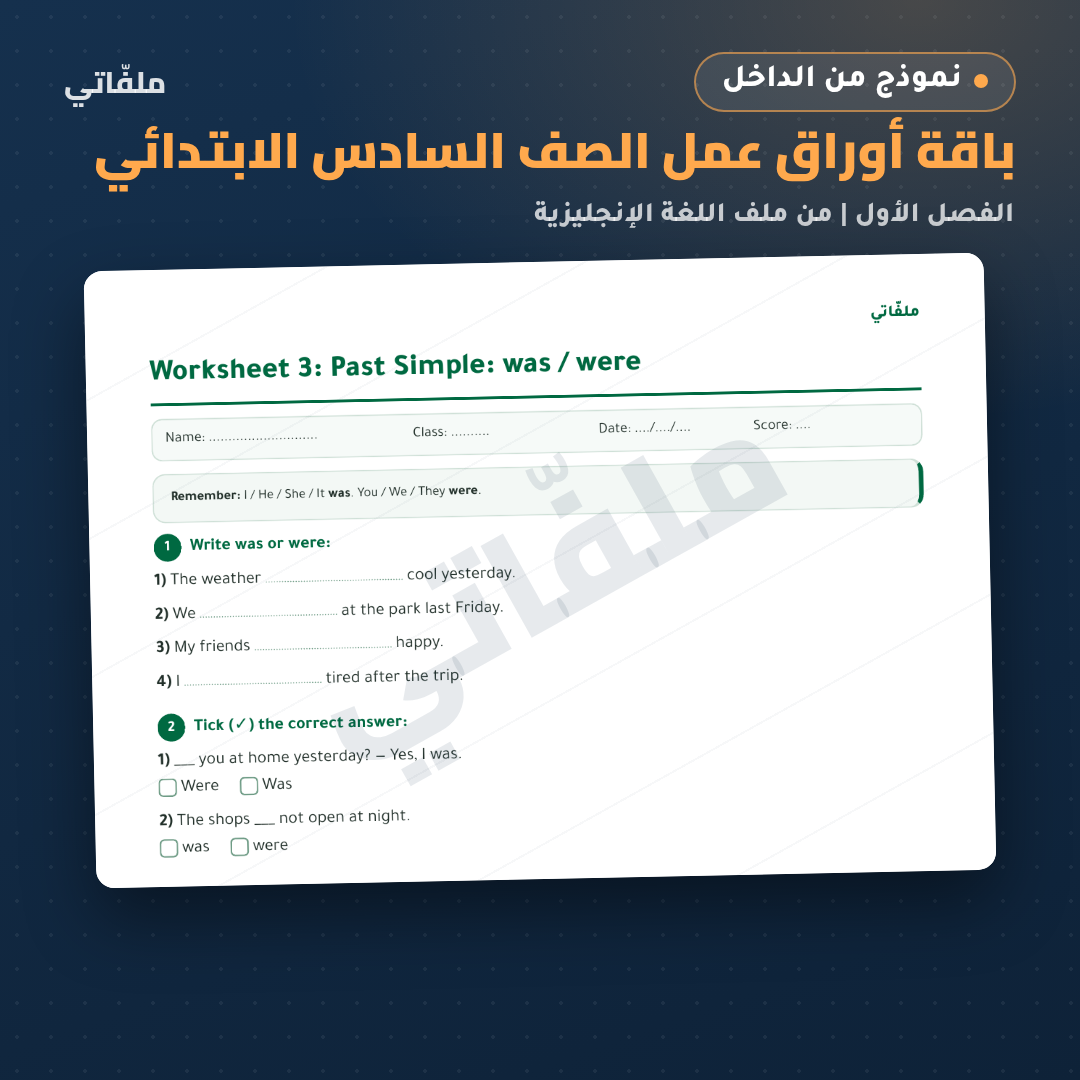 نموذج من الداخل
ملفّاتي
باقة أوراق عمل الصف السادس الابتدائي
الفصل الأول | من ملف اللغة الإنجليزية
ملفّاتي
Worksheet 3: Past Simple: was / were
Name: ............................ Class: .......... Date: ..../..../.... Score: ....
Remember: I / He / She / It was. You / We / They were.
1 Write was or were:
1) The weather ........................ cool yesterday.
2) We ........................ at the park last Friday.
3) My friends ........................ happy.
4) I ........................ tired after the trip.
2 Tick (✓) the correct answer:
1) ___ you at home yesterday? – Yes, I was.
Were Was
2) The shops ___ not open at night.
was were
ملفّاتي